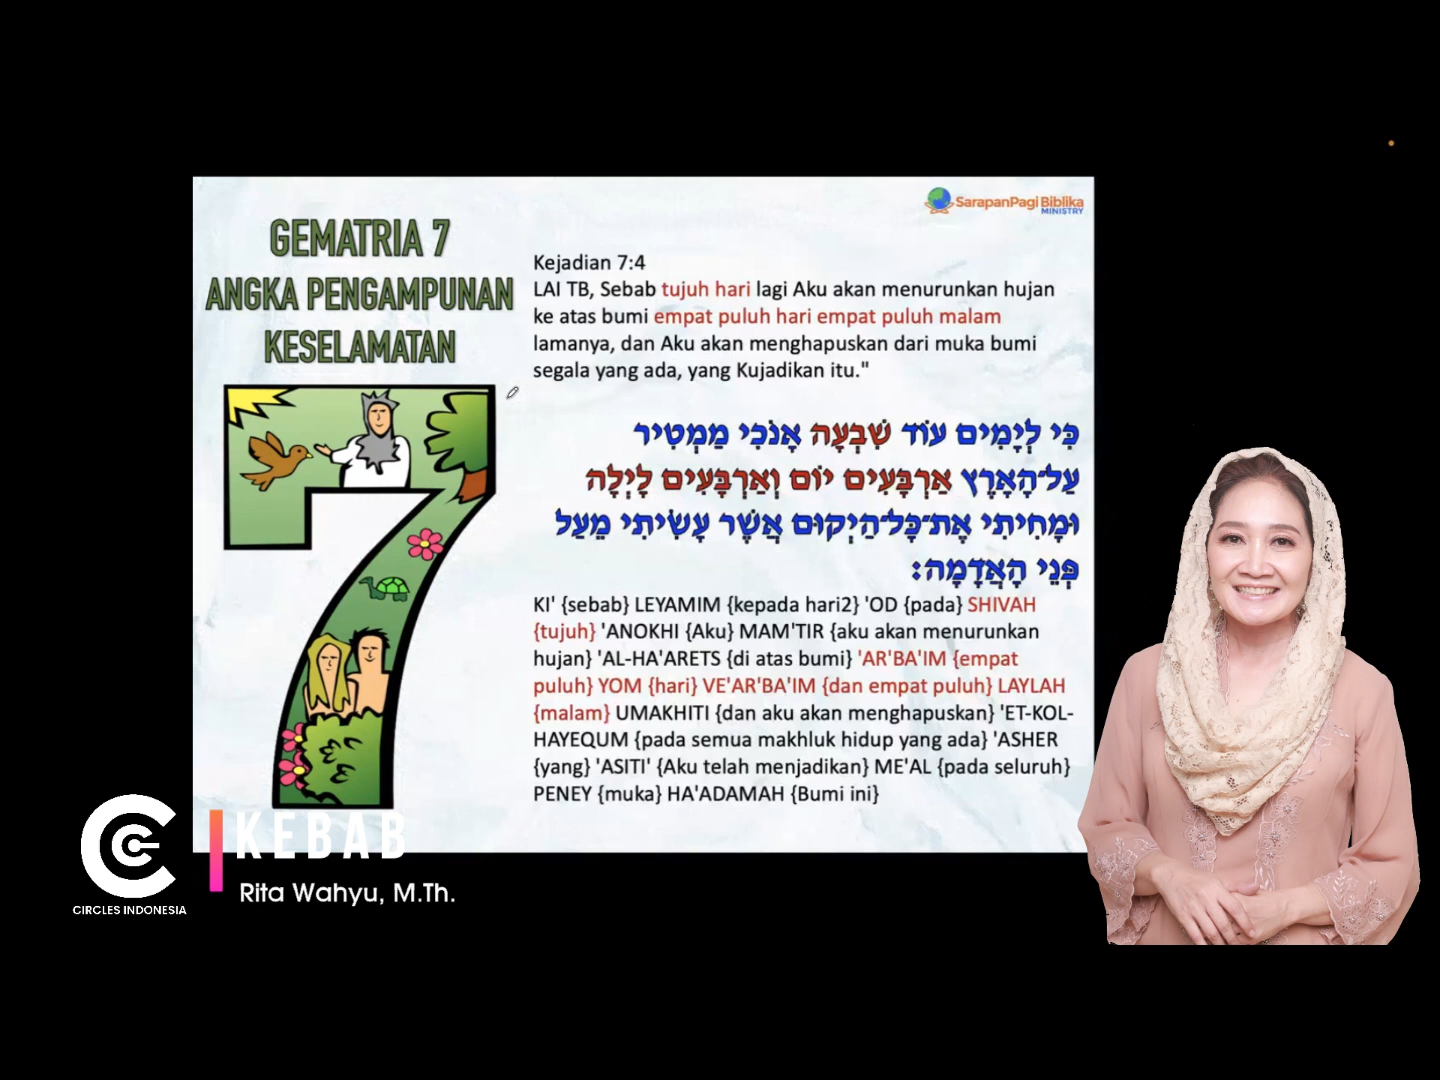 SarapanPagi Biblika
MINISTRY
GEMATRIA 7
ANGKA PENGAMPUNAN
KESELAMATAN
Kejadian 7:4
LAI TB, Sebab tujuh hari lagi Aku akan menurunkan hujan
ke atas bumi empat puluh hari empat puluh malam
lamanya, dan Aku akan menghapuskan dari muka bumi
segala yang ada, yang Kujadikan itu."
כִּי לְיָמִים עוֹד שִׁבְעָה אָנֹכִי מַמְטִיר
עַל־הָאָרֶץ אַרְבָּעִים יוֹם וְאַרְבָּעִים לָיְלָה
וּמָחִיתִי אֶת־כָּל־הַיְקוּם אֲשֶׁר עָשִׂיתִי מֵעַל
פְּנֵי הָאֲדָמָה׃
KI' {sebab} LEYAMIM {kepada hari2} 'OD {pada} SHIVAH
{tujuh} 'ANOKHI {Aku} MAM'TIR {aku akan menurunkan
hujan} 'AL-HA'ARETS {di atas bumi} 'AR'BA'IM {empat
puluh} YOM {hari} VE'AR'BA'IM {dan empat puluh} LAYLAH
{malam} UMAKHITI {dan aku akan menghapuskan} 'ET-KOL-
HAYEQUM {pada semua makhluk hidup yang ada} 'ASHER
{yang} 'ASITI' {Aku telah menjadikan} ME'AL {pada seluruh}
PENEY {muka} HA'ADAMAH {Bumi ini}
KEBAB
Rita Wahyu, M.Th.
CIRCLES INDONESIA